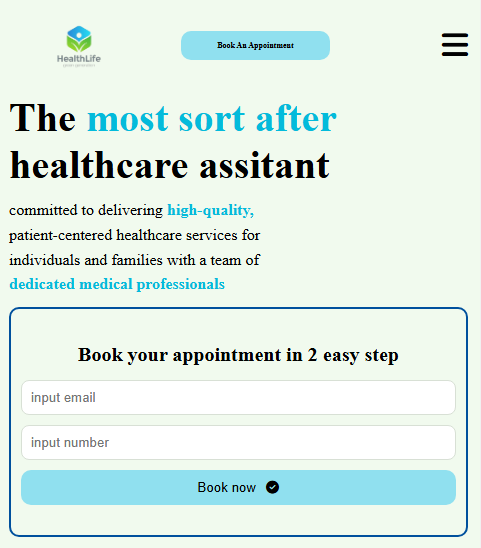 HealthLife
Book An Appointment
The most sort after
healthcare assitant
committed to delivering high-quality,
patient-centered healthcare services for
individuals and families with a team of
dedicated medical professionals
Book your appointment in 2 easy step
input email
input number
Book now